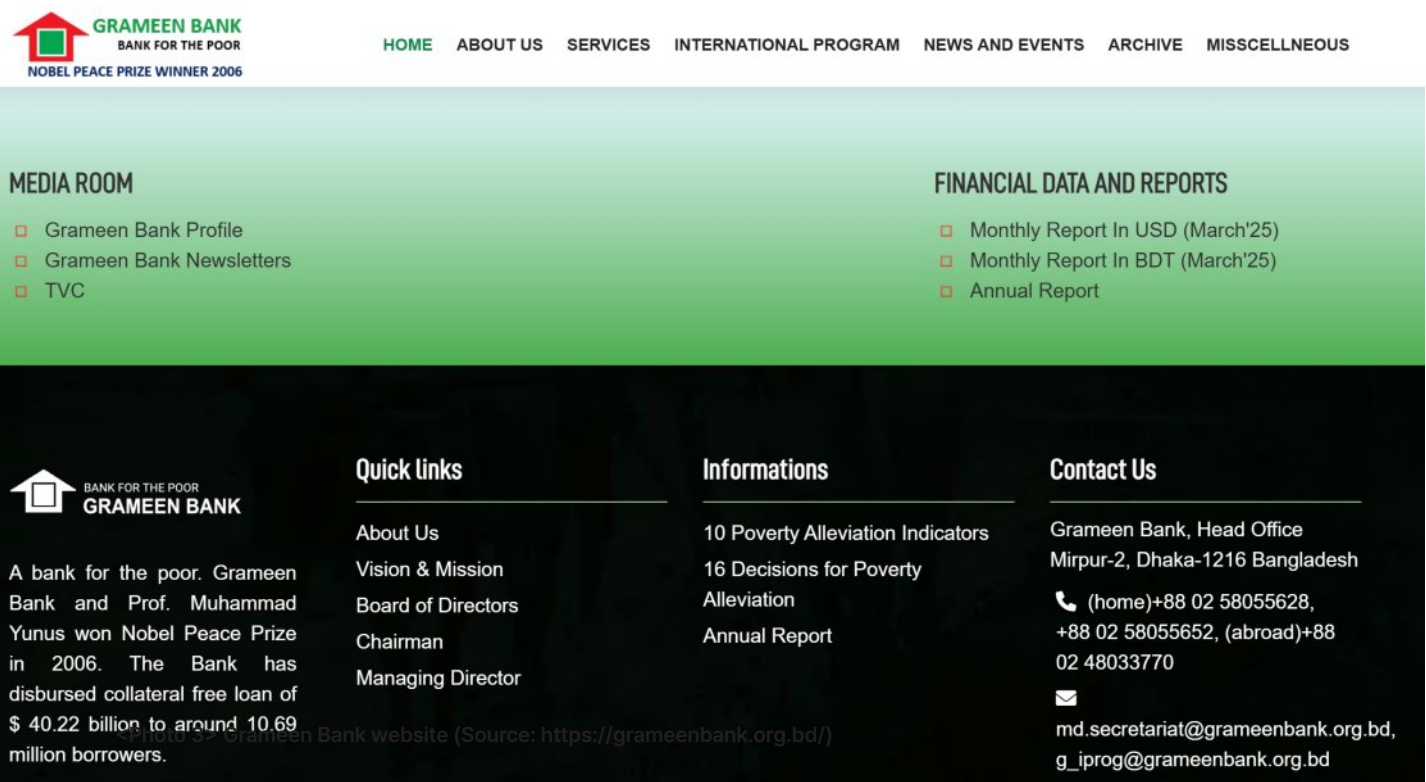 GRAMEEN BANK
BANK FOR THE POOR
NOBEL PEACE PRIZE WINNER 2006
HOME ABOUT US SERVICES INTERNATIONAL PROGRAM NEWS AND EVENTS ARCHIVE MISSCELLNEOUS
MEDIA ROOM
Grameen Bank Profile
Grameen Bank Newsletters
TVC
FINANCIAL DATA AND REPORTS
Monthly Report In USD (March'25)
Monthly Report In BDT (March'25)
Annual Report
BANK FOR THE POOR
GRAMEEN BANK
A bank for the poor. Grameen
Bank and Prof. Muhammad
Yunus won Nobel Peace Prize
in 2006. The Bank has
disbursed collateral free loan of
$ 40.22 billion to around 10.69
million borrowers.
Quick links
About Us
Vision & Mission
Board of Directors
Chairman
Managing Director
Informations
10 Poverty Alleviation Indicators
16 Decisions for Poverty
Alleviation
Annual Report
Contact Us
Grameen Bank, Head Office
Mirpur-2, Dhaka-1216 Bangladesh
(home)+88 02 58055628,
+88 02 58055652, (abroad)+88
02 48033770
md.secretariat@grameenbank.org.bd,
g_iprog@grameenbank.org.bd
<Photo 3> Grameen Bank website (Source: https://grameenbank.org.bd/)